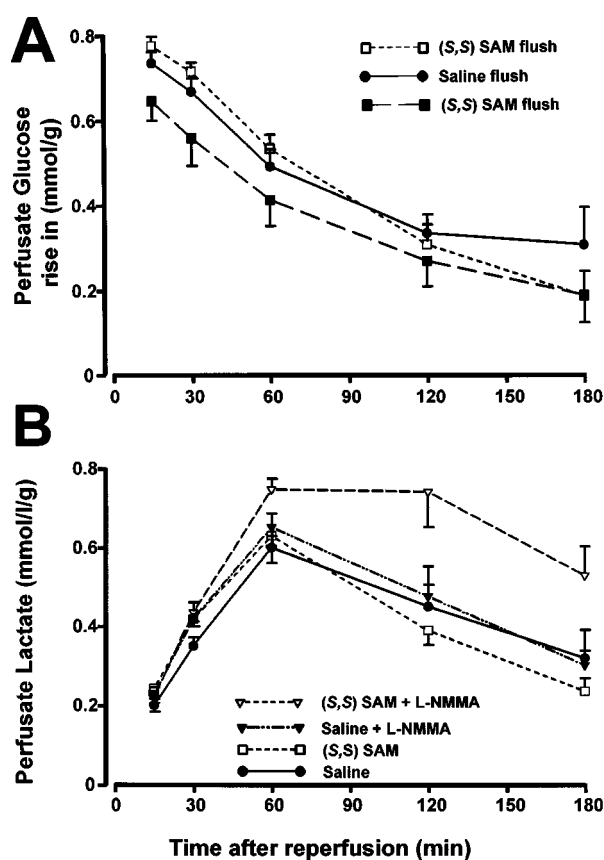 A
0.8
0.6
0.4
0.2
0
Perfusate Glucose
rise in (mmol/g)
(S,S) SAM flush
Saline flush
(S,S) SAM flush
0 30 60 90 120 150 180
B
0.8
0.6
0.4
0.2
0
Perfusate Lactate (mmol/l/g)
(S,S) SAM + L-NMMA
Saline + L-NMMA
(S,S) SAM
Saline
0 30 60 90 120 150 180
Time after reperfusion (min)